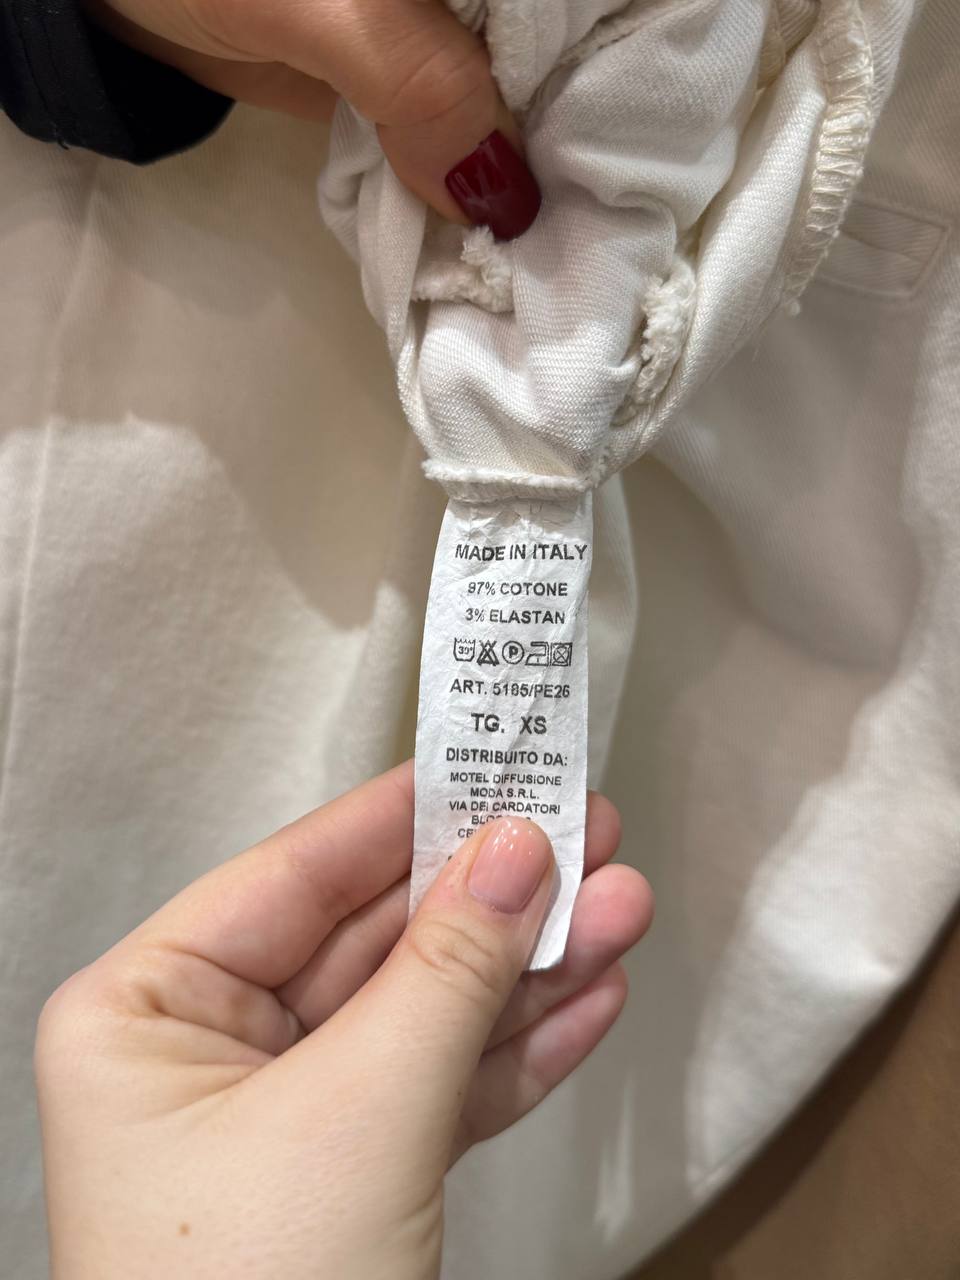 MADE IN ITALY
97% COTONE
3% ELASTAN
30° P
ART. 5185/PE26
TG. XS
DISTRIBUITO DA:
MOTEL DIFFUSIONE
MODA S.R.L.
VIA DEI CARDATORI